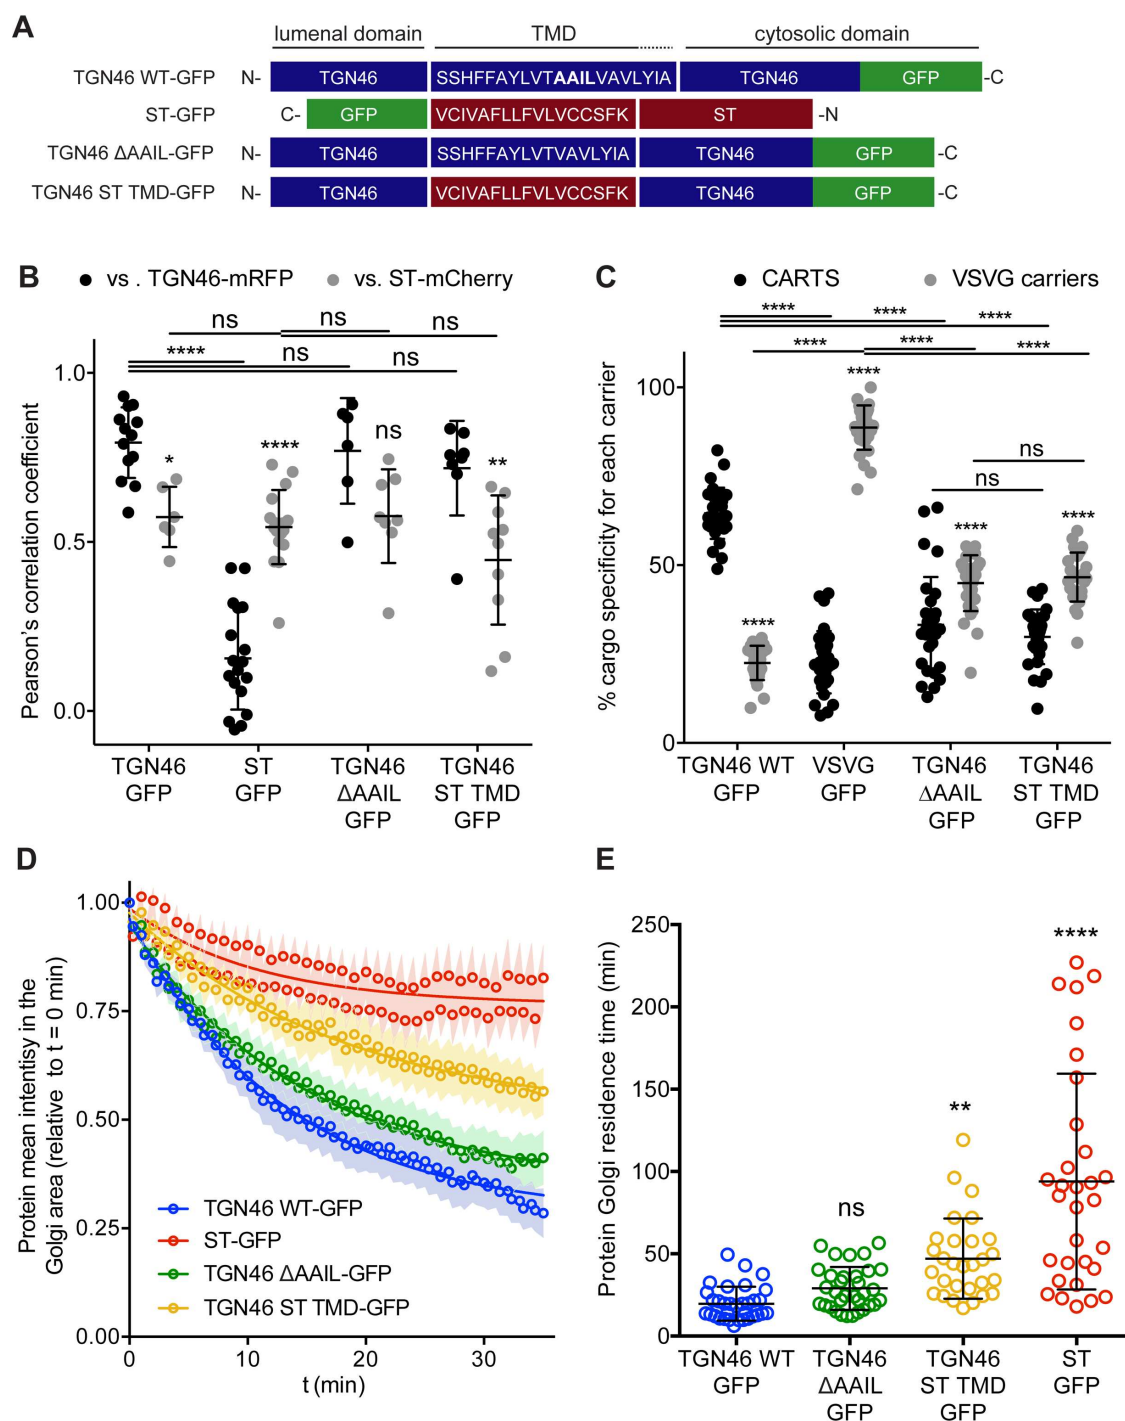 A
lumenal domain TMD cytosolic domain
TGN46 WT-GFP N- TGN46 SSHFFAYLVTAAILVAVLYIA TGN46 GFP -C
ST-GFP C- GFP VCIVAFLLFVLVCCSFK ST -N
TGN46 ΔAAIL-GFP N- TGN46 SSHFFAYLVTVAVLYIA TGN46 GFP -C
TGN46 ST TMD-GFP N- TGN46 VCIVAFLLFVLVCCSFK TGN46 GFP -C
B
vs . TGN46-mRFP vs. ST-mCherry
ns ns ns
**** ns ns
* **** ns **
Pearson's correlation coefficient
1.0
0.5
0.0
TGN46
GFP
ST
GFP
TGN46
ΔAAIL
GFP
TGN46
ST TMD
GFP
C
CARTS VSVG carriers
**** **** ****
**** **** ****
****
ns
ns
**** **** ****
% cargo specificity for each carrier
100
50
0
TGN46 WT
GFP
VSVG
GFP
TGN46
ΔAAIL
GFP
TGN46
ST TMD
GFP
D
Protein mean intentisy in the
Golgi area (relative to t = 0 min)
1.00
0.75
0.50
0.25
0.00
TGN46 WT-GFP
ST-GFP
TGN46 ΔAAIL-GFP
TGN46 ST TMD-GFP
0 10 20 30
t (min)
E
Protein Golgi residence time (min)
250
200
150
100
50
0
ns ** ****
TGN46 WT
GFP
TGN46
ΔAAIL
GFP
TGN46
ST TMD
GFP
ST
GFP